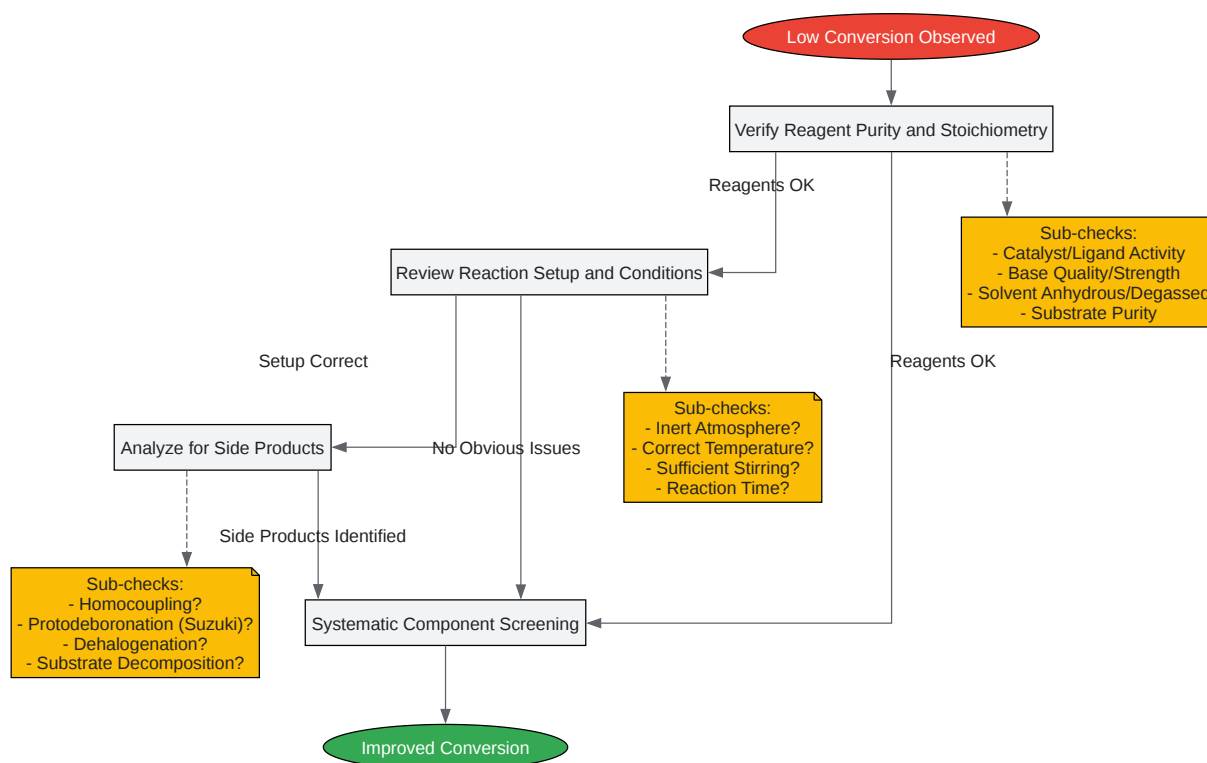 Low Conversion Observed
Verify Reagent Purity and Stoichiometry
Reagents OK
Sub-checks:
- Catalyst/Ligand Activity
- Base Quality/Strength
- Solvent Anhydrous/Degassed
- Substrate Purity
Review Reaction Setup and Conditions
Setup Correct
Reagents OK
Sub-checks:
- Inert Atmosphere?
- Correct Temperature?
- Sufficient Stirring?
- Reaction Time?
Analyze for Side Products
No Obvious Issues
Side Products Identified
Sub-checks:
- Homocoupling?
- Protodeboronation (Suzuki)?
- Dehalogenation?
- Substrate Decomposition?
Systematic Component Screening
Improved Conversion